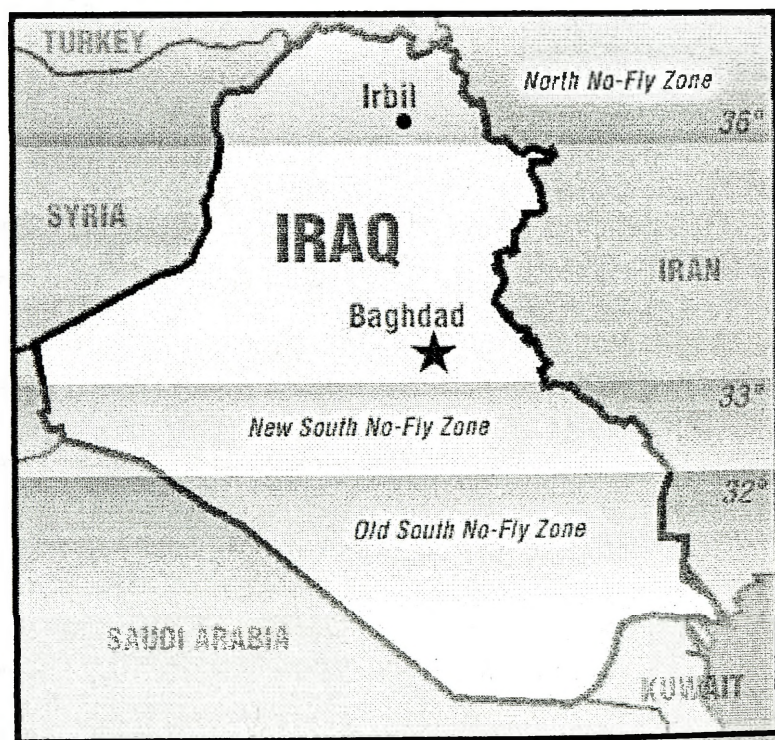 TURKEY
North No-Fly Zone
Irbil
36°
SYRIA
IRAQ
IRAN
Baghdad
33°
New South No-Fly Zone
32°
Old South No-Fly Zone
SAUDI ARABIA
KUWAIT